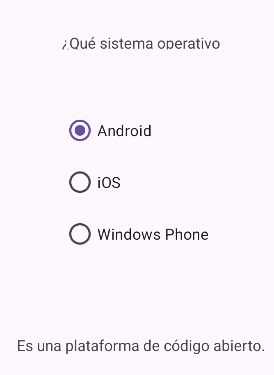 ¿Qué sistema operativo
Android
iOS
Windows Phone
Es una plataforma de código abierto.